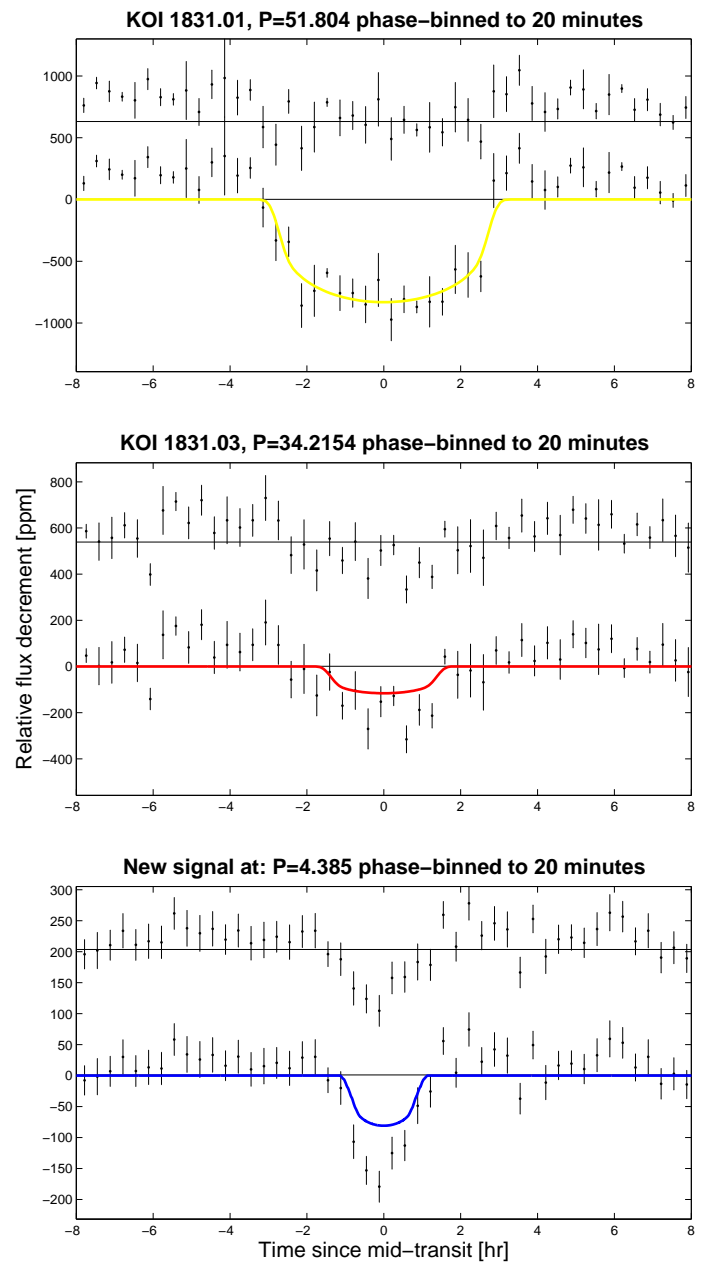 KOI 1831.01, P=51.804 phase−binned to 20 minutes
1000
500
0
−500
−1000
−8 −6 −4 −2 0 2 4 6 8
KOI 1831.03, P=34.2154 phase−binned to 20 minutes
800
600
400
200
0
−200
−400
−8 −6 −4 −2 0 2 4 6 8
Relative flux decrement [ppm]
New signal at: P=4.385 phase−binned to 20 minutes
300
250
200
150
100
50
0
−50
−100
−150
−200
−8 −6 −4 −2 0 2 4 6 8
Time since mid−transit [hr]